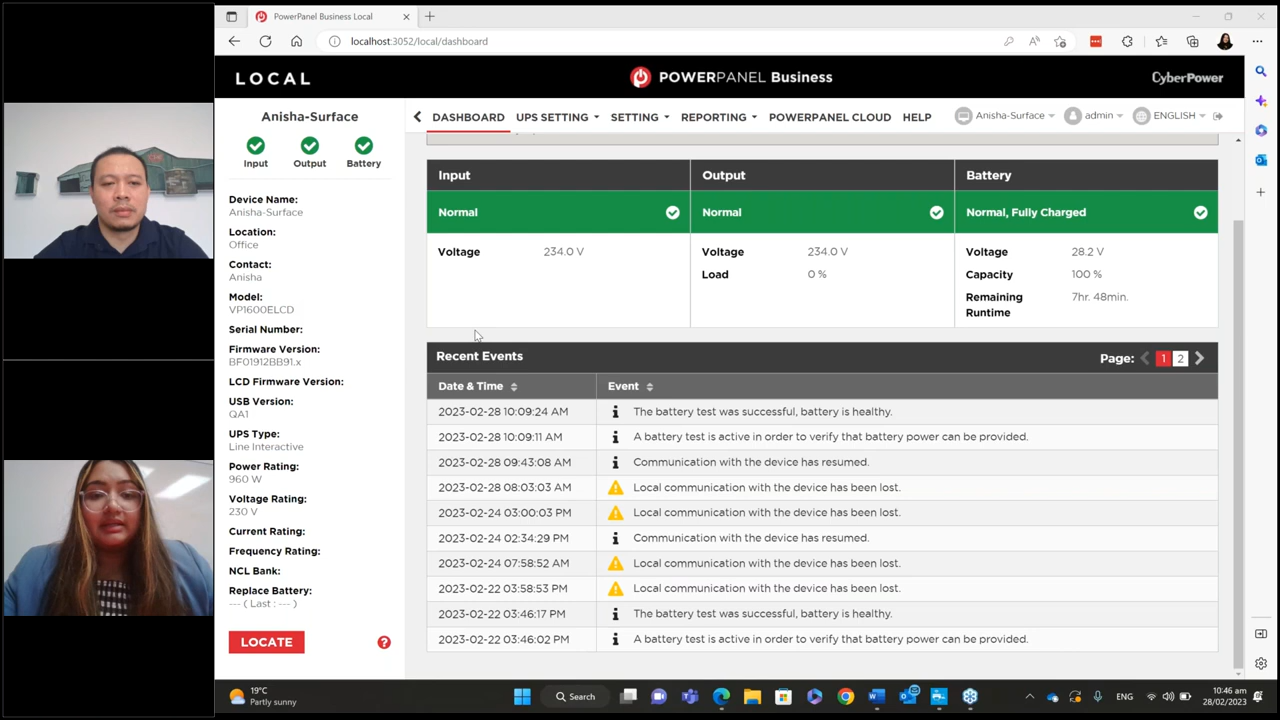 PowerPanel Business Local
localhost:3052/local/dashboard
LOCAL
POWERPANEL Business
CyberPower
Anisha-Surface
DASHBOARD
UPS SETTING
SETTING
REPORTING
POWERPANEL CLOUD
HELP
Anisha-Surface
admin
ENGLISH
Input
Output
Battery
Device Name:
Anisha-Surface
Location:
Office
Contact:
Anisha
Model:
VP1600ELCD
Serial Number:
Firmware Version:
BF01912BB91.x
LCD Firmware Version:
USB Version:
QA1
UPS Type:
Line Interactive
Power Rating:
960 W
Voltage Rating:
230 V
Current Rating:
Frequency Rating:
NCL Bank:
Replace Battery:
--- ( Last : --- )
LOCATE
?
Input
Normal
Voltage 234.0 V
Output
Normal
Voltage 234.0 V
Load 0 %
Battery
Normal, Fully Charged
Voltage 28.2 V
Capacity 100 %
Remaining Runtime 7hr. 48min.
Recent Events
Page: 1 2
Date & Time Event
2023-02-28 10:09:24 AM The battery test was successful, battery is healthy.
2023-02-28 10:09:11 AM A battery test is active in order to verify that battery power can be provided.
2023-02-28 09:43:08 AM Communication with the device has resumed.
2023-02-28 08:03:03 AM Local communication with the device has been lost.
2023-02-24 03:00:03 PM Local communication with the device has been lost.
2023-02-24 02:34:29 PM Communication with the device has resumed.
2023-02-24 07:58:52 AM Local communication with the device has been lost.
2023-02-22 03:58:53 PM Local communication with the device has been lost.
2023-02-22 03:46:17 PM The battery test was successful, battery is healthy.
2023-02-22 03:46:02 PM A battery test is active in order to verify that battery power can be provided.
19°C
Partly sunny
Search
ENG
10:46 am
28/02/2023